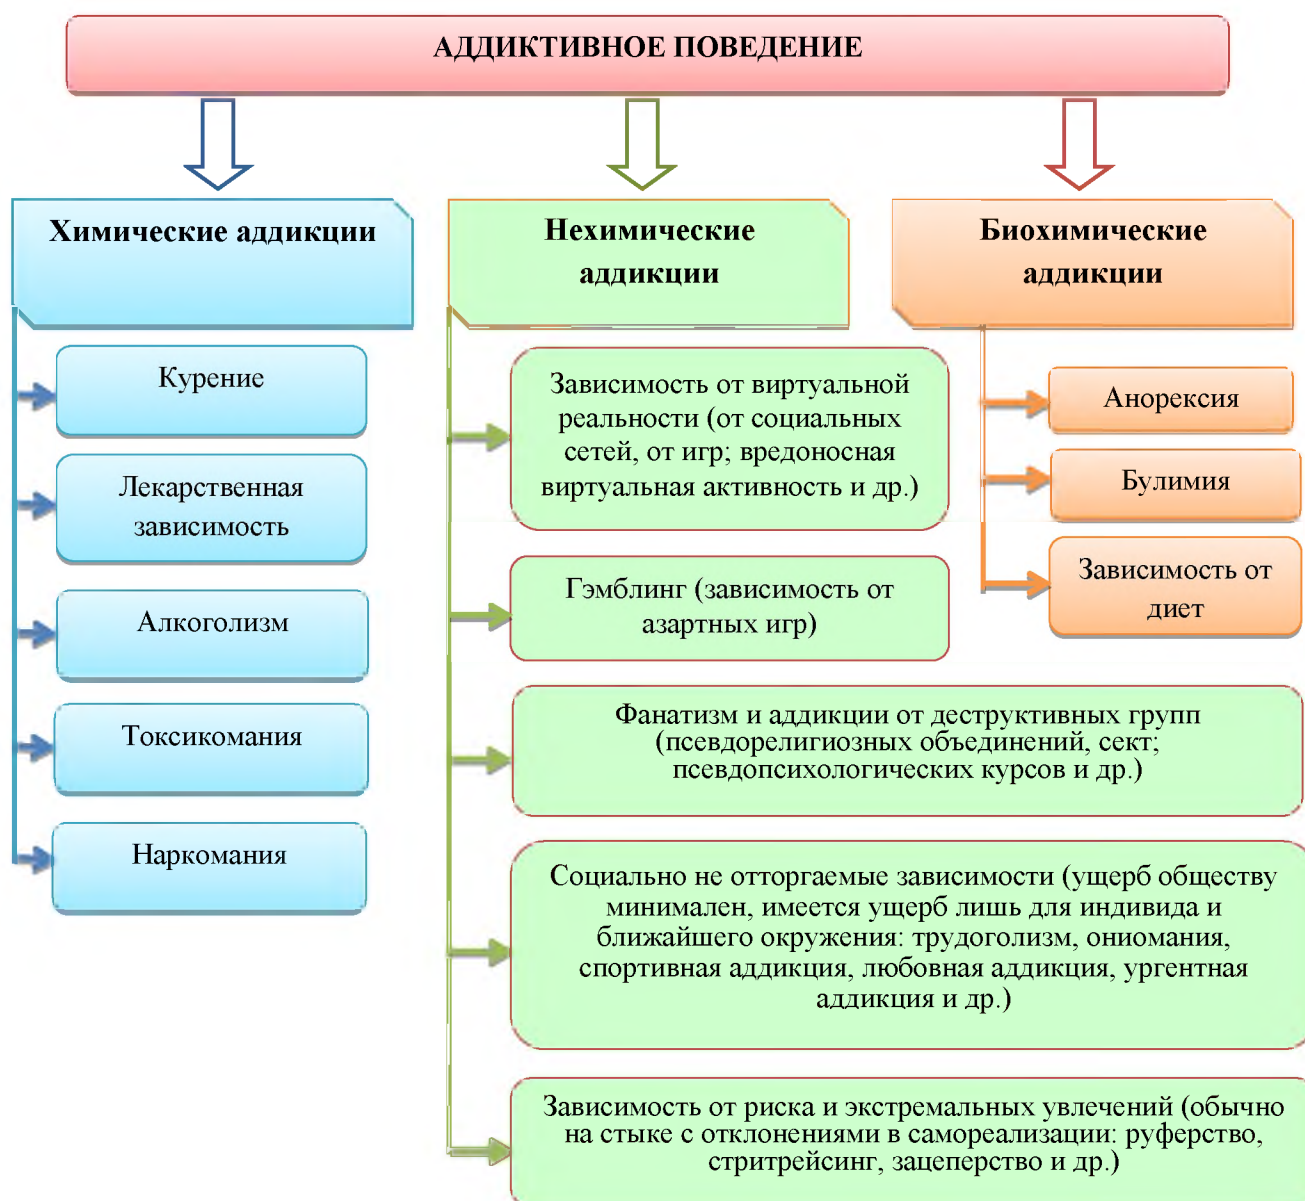 АДДИКТИВНОЕ ПОВЕДЕНИЕ
Химические аддикции
Курение
Лекарственная
зависимость
Алкоголизм
Токсикомания
Наркомания
Нехимические
аддикции
Зависимость от виртуальной
реальности (от социальных
сетей, от игр; вредоносная
виртуальная активность и др.)
Гэмблинг (зависимость от
азартных игр)
Фанатизм и аддикции от деструктивных групп
(псевдорелигиозных объединений, сект;
псевдопсихологических курсов и др.)
Социально не отторгаемые зависимости (ущерб обществу
минимален, имеется ущерб лишь для индивида и
ближайшего окружения: трудоголизм, ониомания,
спортивная аддикция, любовная аддикция, ургентная
аддикция и др.)
Зависимость от риска и экстремальных увлечений (обычно
на стыке с отклонениями в самореализации: руферство,
стритрейсинг, зацеперство и др.)
Биохимические
аддикции
Анорексия
Булимия
Зависимость от
диет